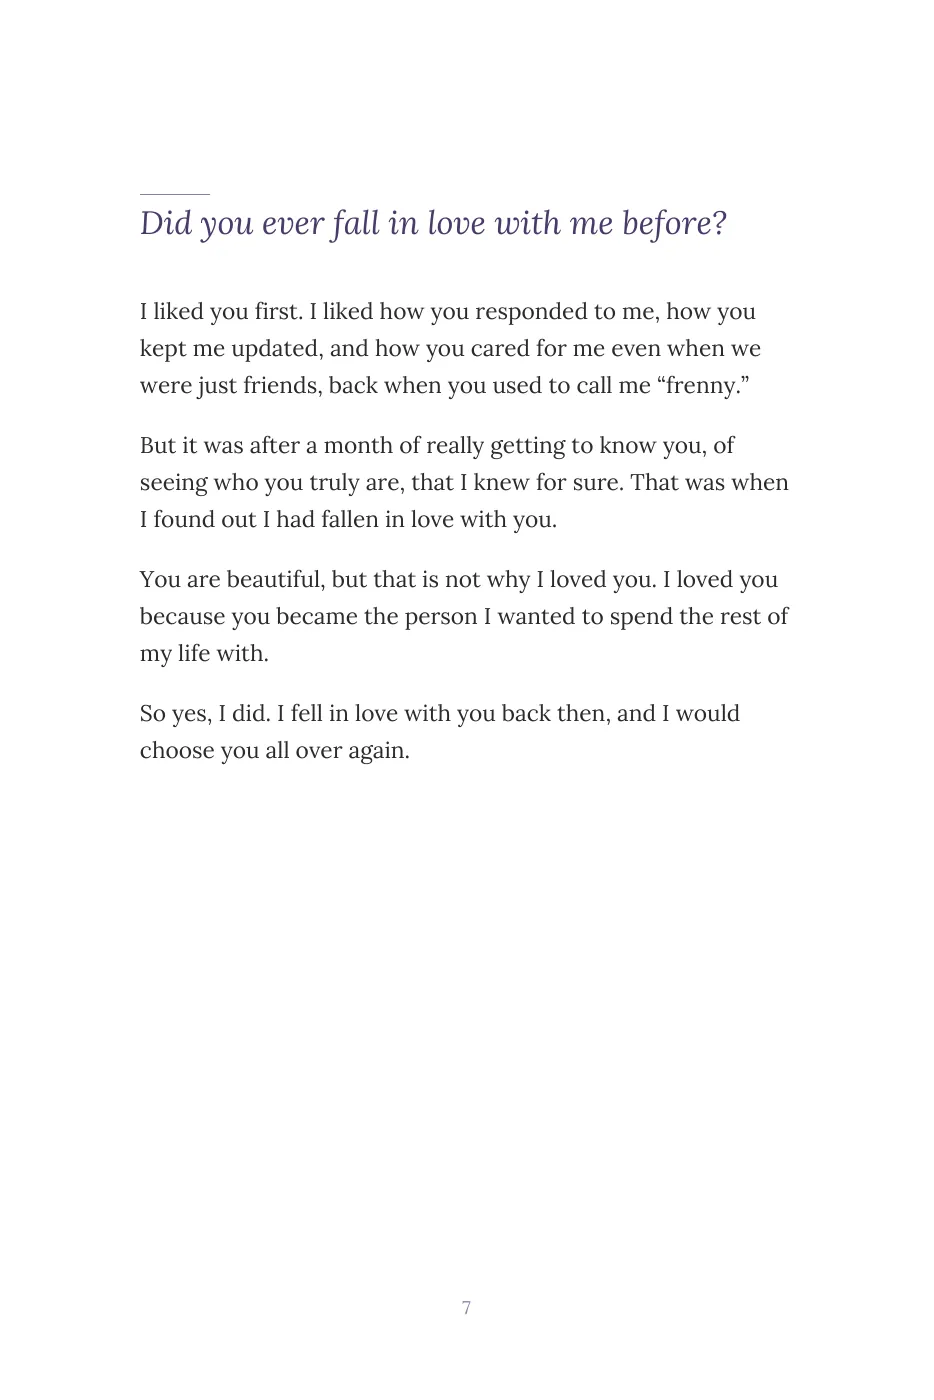 Did you ever fall in love with me before?
I liked you first. I liked how you responded to me, how you
kept me updated, and how you cared for me even when we
were just friends, back when you used to call me “frenny.”
But it was after a month of really getting to know you, of
seeing who you truly are, that I knew for sure. That was when
I found out I had fallen in love with you.
You are beautiful, but that is not why I loved you. I loved you
because you became the person I wanted to spend the rest of
my life with.
So yes, I did. I fell in love with you back then, and I would
choose you all over again.
7